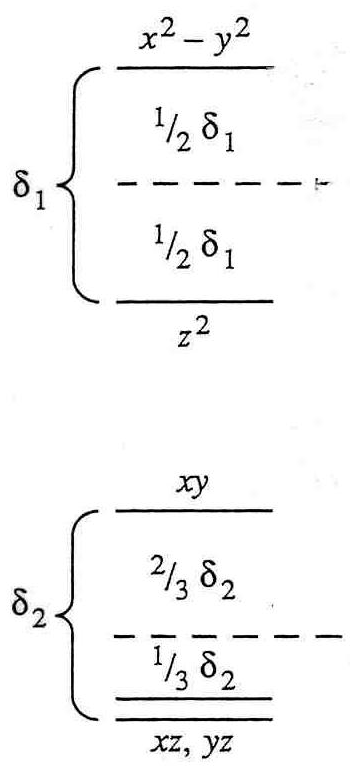 x² – y²
½ δ₁
δ₁
½ δ₁
z²
xy
⅔ δ₂
δ₂
⅓ δ₂
xz, yz